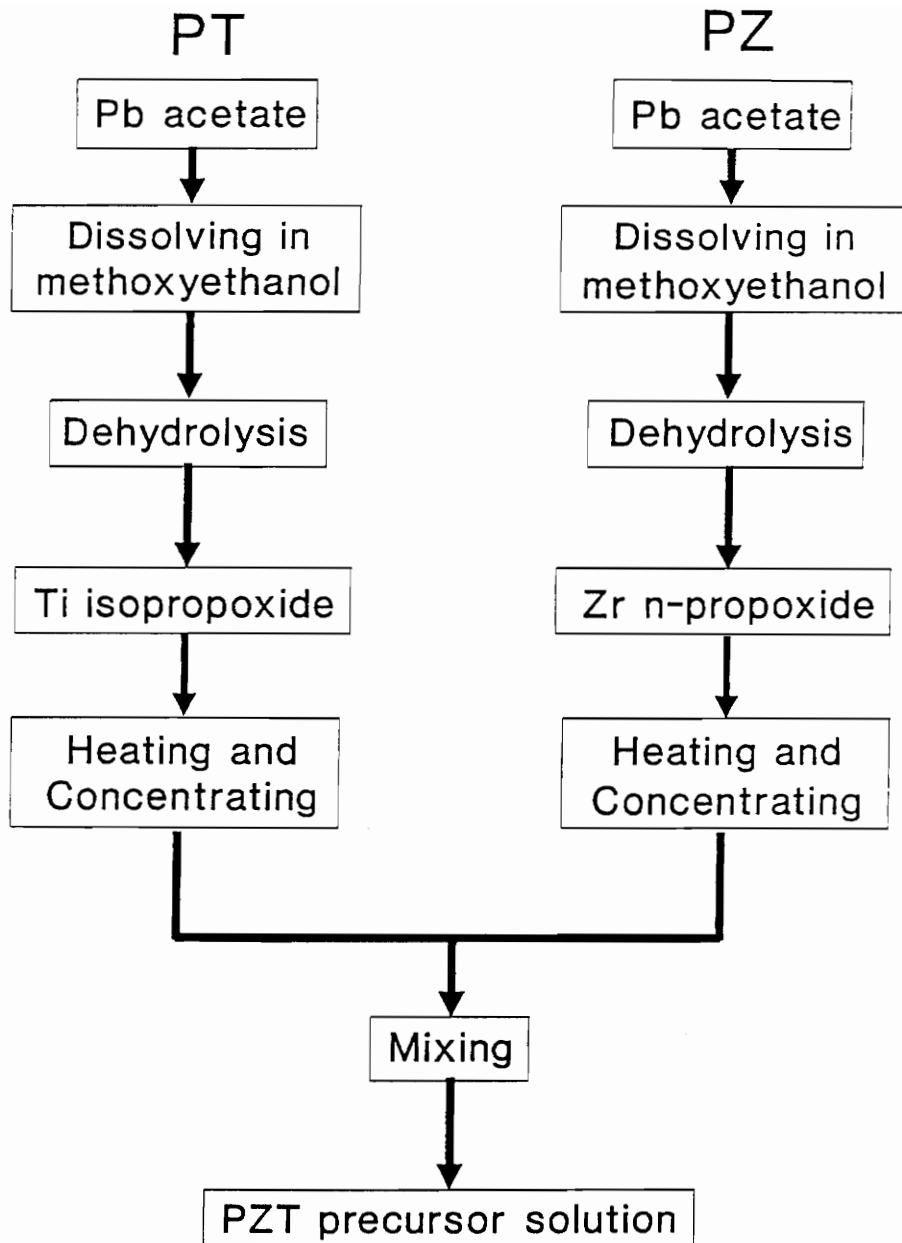 PT
Pb acetate
Dissolving in
methoxyethanol
Dehydrolysis
Ti isopropoxide
Heating and
Concentrating
PZ
Pb acetate
Dissolving in
methoxyethanol
Dehydrolysis
Zr n-propoxide
Heating and
Concentrating
Mixing
PZT precursor solution